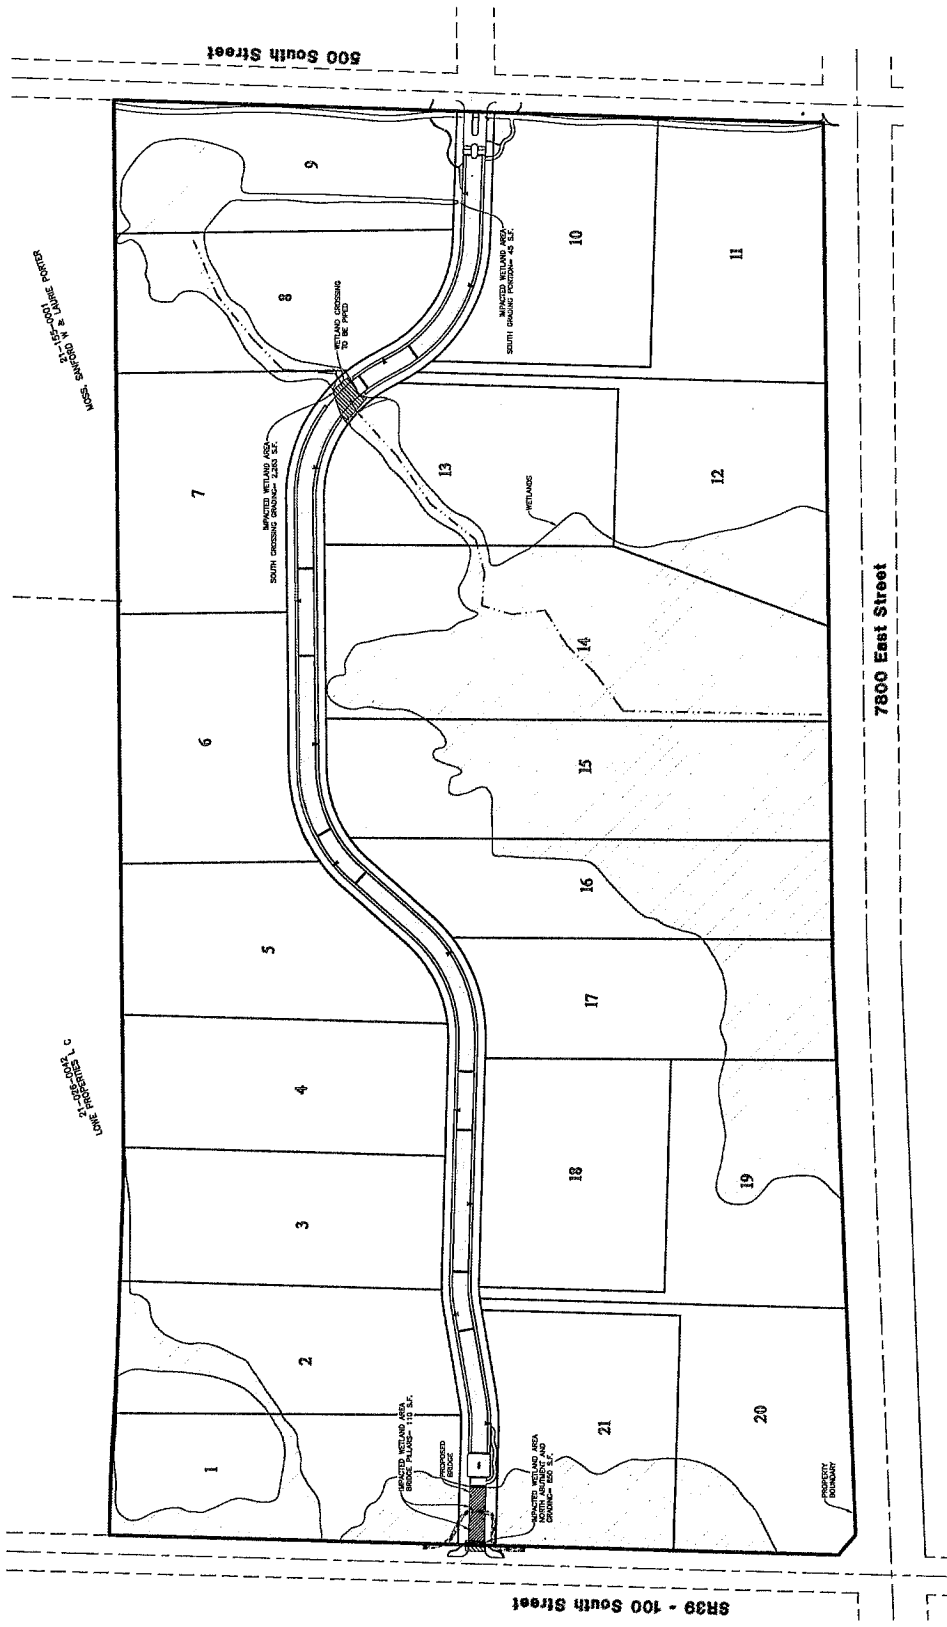 500 South Street
MOSS, SANFORD W & LAURIE PORTER
21-155-0001
9
8
10
11
IMPACTED WETLAND AREA
SOUTH GRADING PORTION= 45 S.F.
WETLAND CROSSING
TO BE PIPED
IMPACTED WETLAND AREA
SOUTH CROSSING GRADING= 2,263 S.F.
7
13
12
WETLANDS
14
6
15
7800 East Street
16
5
17
LOWE PROPERTIES L C
21-026-0042
4
18
19
3
2
1
IMPACTED WETLAND AREA
BRIDGE PILLARS= 110 S.F.
PROPOSED
BRIDGE
IMPACTED WETLAND AREA
NORTH ABUTMENT AND
GRADING= 650 S.F.
21
20
PROPERTY
BOUNDARY
SR39 - 100 South Street